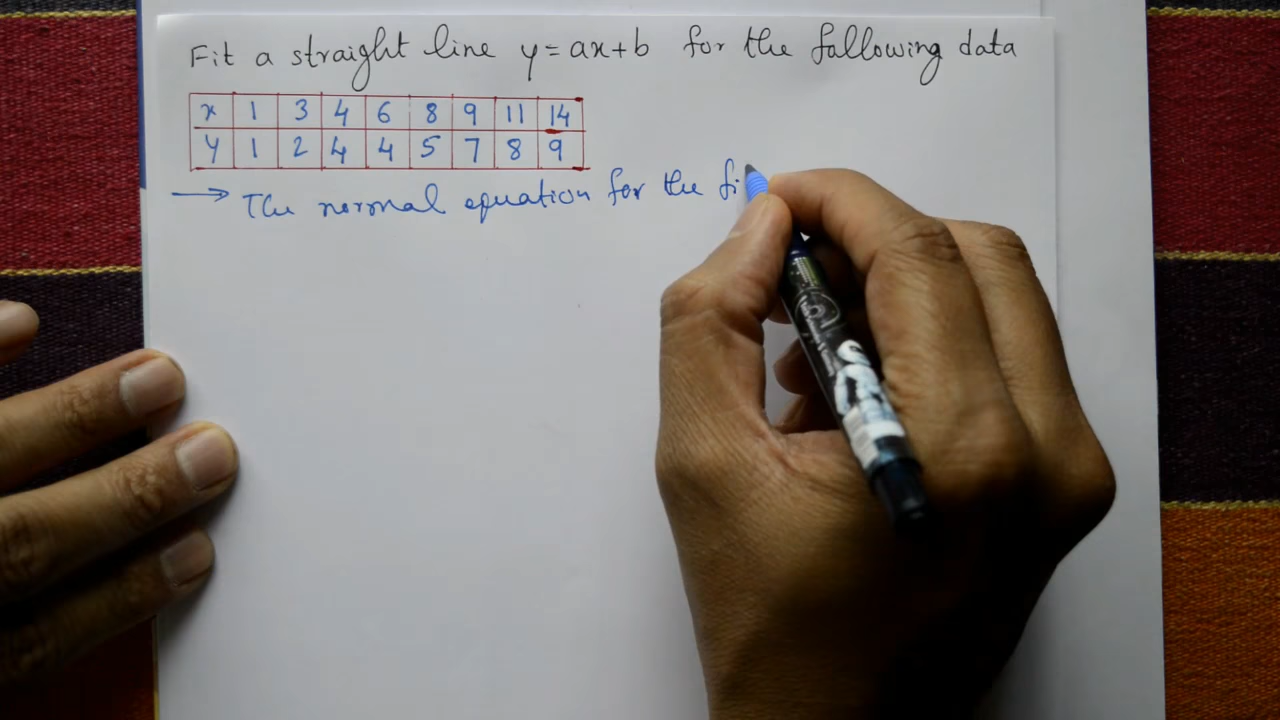 Fit a straight line y = ax+b for the following data
x 1 3 4 6 8 9 11 14
y 1 2 4 4 5 7 8 9
→ The normal equation for the fi